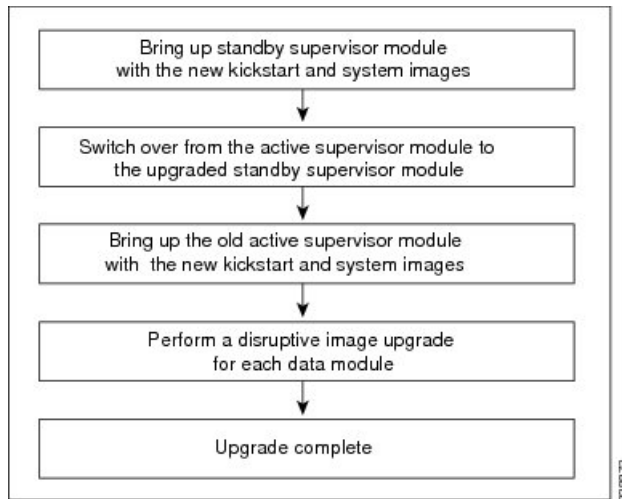 Bring up standby supervisor module
with the new kickstart and system images
Switch over from the active supervisor module to
the upgraded standby supervisor module
Bring up the old active supervisor module
with the new kickstart and system images
Perform a disruptive image upgrade
for each data module
Upgrade complete